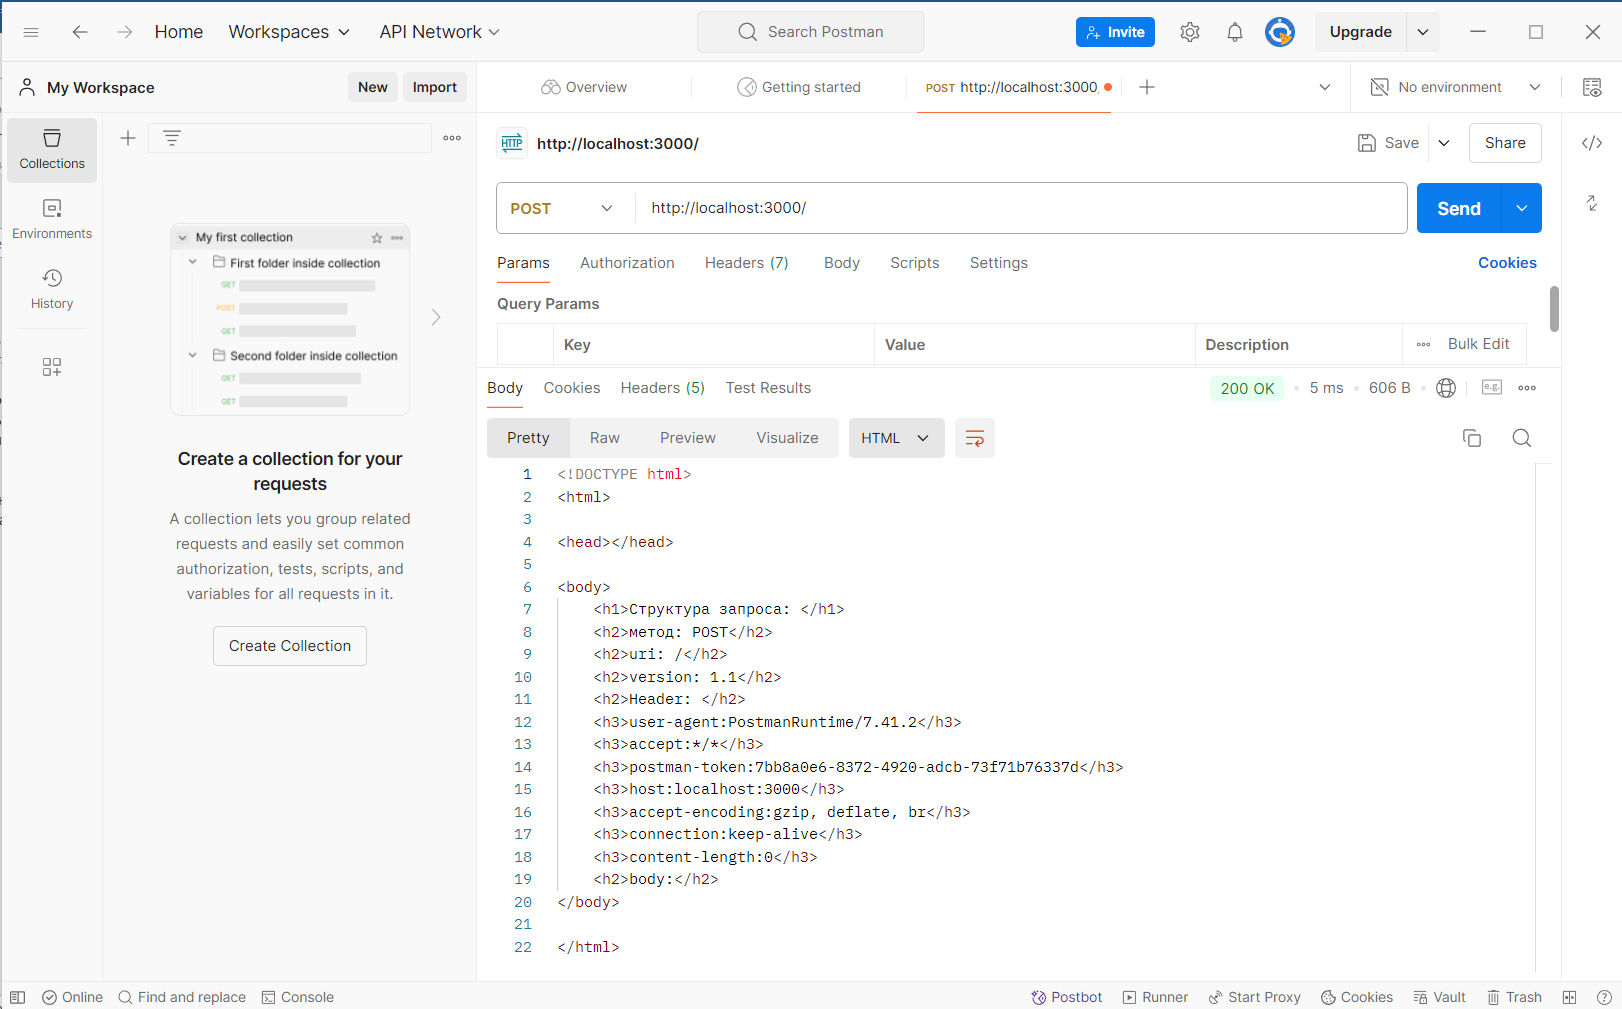 Home Workspaces API Network Search Postman Invite Upgrade
My Workspace New Import Overview Getting started POST http://localhost:3000, No environment
Collections
Environments
History
My first collection
First folder inside collection
GET
POST
GET
Second folder inside collection
GET
GET
Create a collection for your
requests
A collection lets you group related
requests and easily set common
authorization, tests, scripts, and
variables for all requests in it.
Create Collection
HTTP http://localhost:3000/ Save Share
POST http://localhost:3000/ Send
Params Authorization Headers (7) Body Scripts Settings Cookies
Query Params
Key Value Description Bulk Edit
Body Cookies Headers (5) Test Results 200 OK 5 ms 606 B e.g.
Pretty Raw Preview Visualize HTML
1 <!DOCTYPE html>
2 <html>
3
4 <head></head>
5
6 <body>
7 <h1>Структура запроса: </h1>
8 <h2>метод: POST</h2>
9 <h2>uri: /</h2>
10 <h2>version: 1.1</h2>
11 <h2>Header: </h2>
12 <h3>user-agent:PostmanRuntime/7.41.2</h3>
13 <h3>accept:*/*</h3>
14 <h3>postman-token:7bb8a0e6-8372-4920-adcb-73f71b76337d</h3>
15 <h3>host:localhost:3000</h3>
16 <h3>accept-encoding:gzip, deflate, br</h3>
17 <h3>connection:keep-alive</h3>
18 <h3>content-length:0</h3>
19 <h2>body:</h2>
20 </body>
21
22 </html>
Online Find and replace Console Postbot Runner Start Proxy Cookies Vault Trash